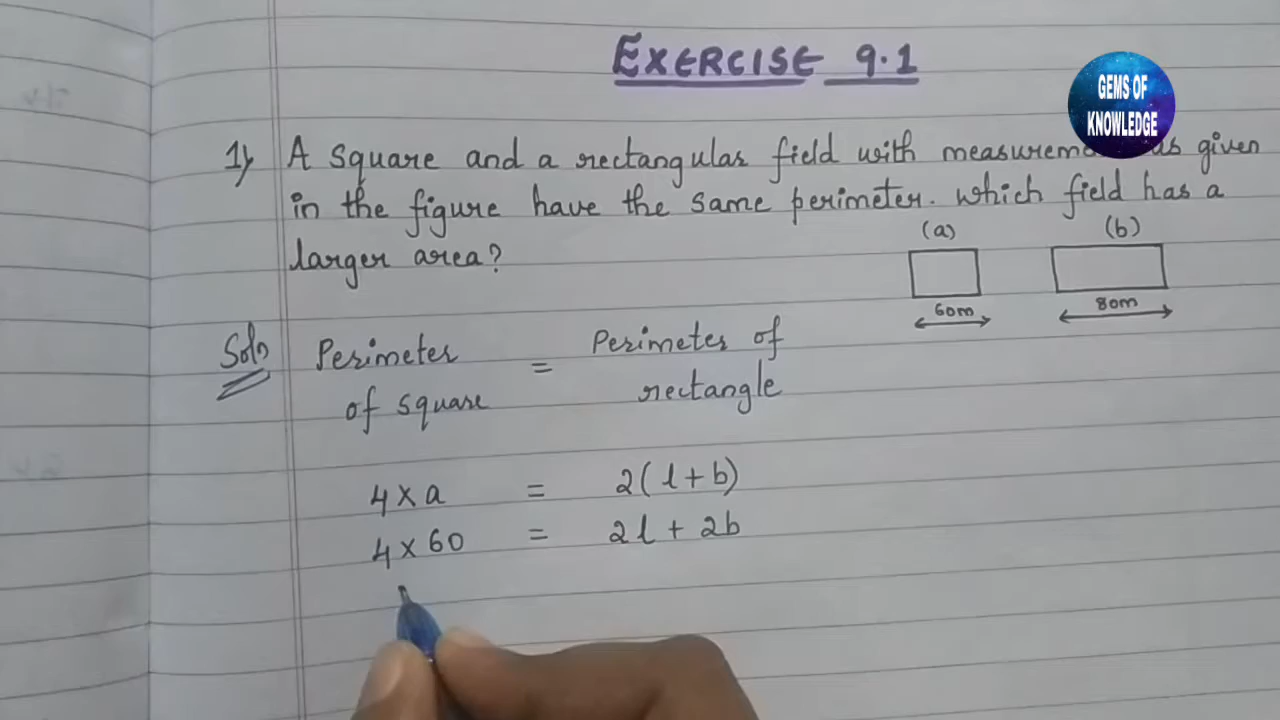 EXERCISE 9.1
GEMS OF
KNOWLEDGE
1) A square and a rectangular field with given
in the figure have the same perimeter. Which field has a
larger area?
(a) (b)
60m 80m
Soln Perimeter = Perimeter of
of square rectangle
4 × a = 2(l + b)
4 × 60 = 2l + 2b